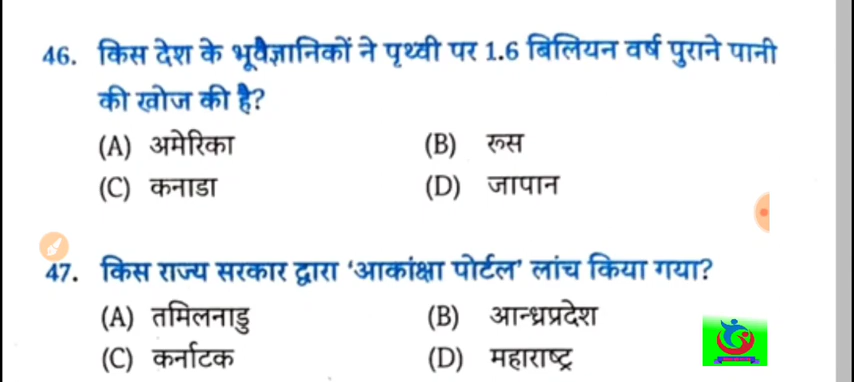 46. किस देश के भूवैज्ञानिकों ने पृथ्वी पर 1.6 बिलियन वर्ष पुराने पानी
की खोज की है?
(A) अमेरिका (B) रूस
(C) कनाडा (D) जापान
47. किस राज्य सरकार द्वारा ‘आकांक्षा पोर्टल’ लांच किया गया?
(A) तमिलनाडु (B) आन्ध्रप्रदेश
(C) कर्नाटक (D) महाराष्ट्र